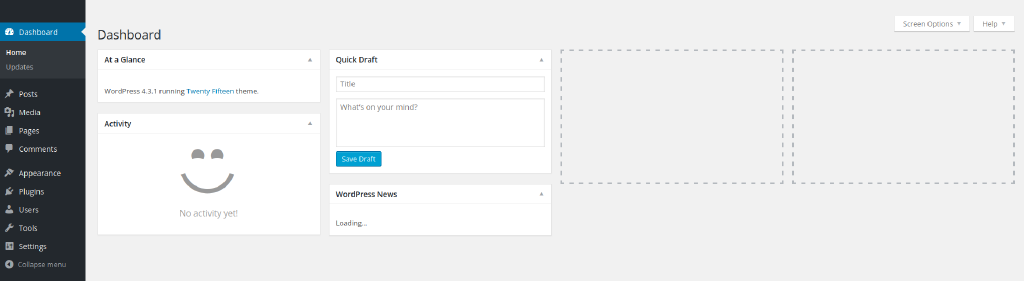 Dashboard
Home
Updates
Posts
Media
Pages
Comments
Appearance
Plugins
Users
Tools
Settings
Collapse menu
Screen Options
Help
Dashboard
At a Glance
WordPress 4.3.1 running Twenty Fifteen theme.
Activity
No activity yet!
Quick Draft
Title
What's on your mind?
Save Draft
WordPress News
Loading...